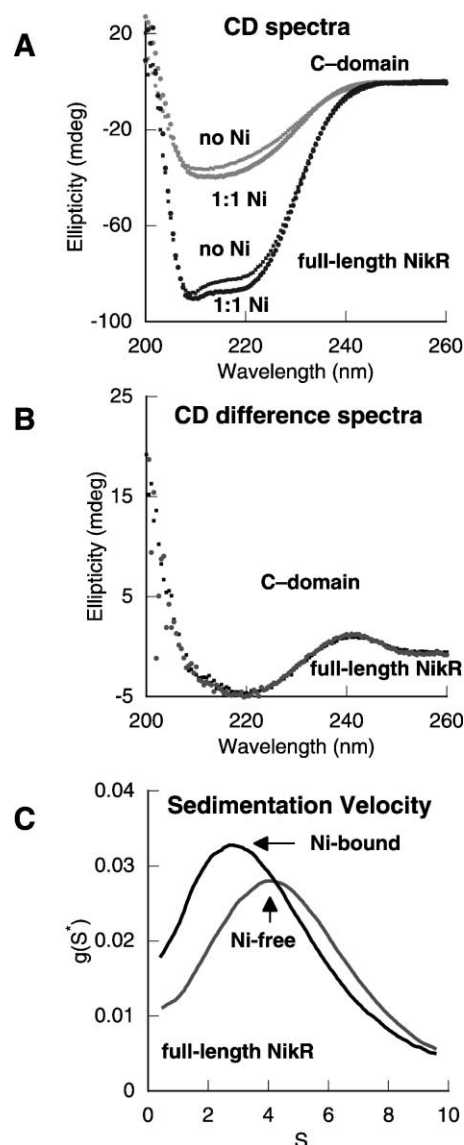 A
CD spectra
20
C–domain
-20
no Ni
1:1 Ni
-60
no Ni
full-length NikR
1:1 Ni
-100
200 220 240 260
Ellipticity (mdeg)
Wavelength (nm)
B
CD difference spectra
25
15
C–domain
5
full-length NikR
-5
200 220 240 260
Ellipticity (mdeg)
Wavelength (nm)
C
Sedimentation Velocity
0.04
Ni-bound
0.03
0.02
Ni-free
0.01
full-length NikR
0
0 2 4 6 8 10
g(S*)
S